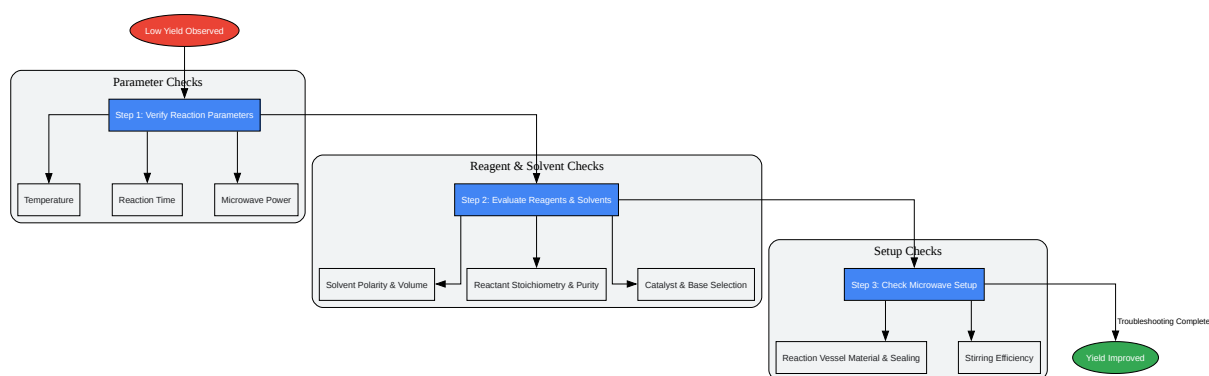 Low Yield Observed
Parameter Checks
Step 1: Verify Reaction Parameters
Temperature
Reaction Time
Microwave Power
Reagent & Solvent Checks
Step 2: Evaluate Reagents & Solvents
Solvent Polarity & Volume
Reactant Stoichiometry & Purity
Catalyst & Base Selection
Setup Checks
Step 3: Check Microwave Setup
Troubleshooting Complete
Reaction Vessel Material & Sealing
Stirring Efficiency
Yield Improved